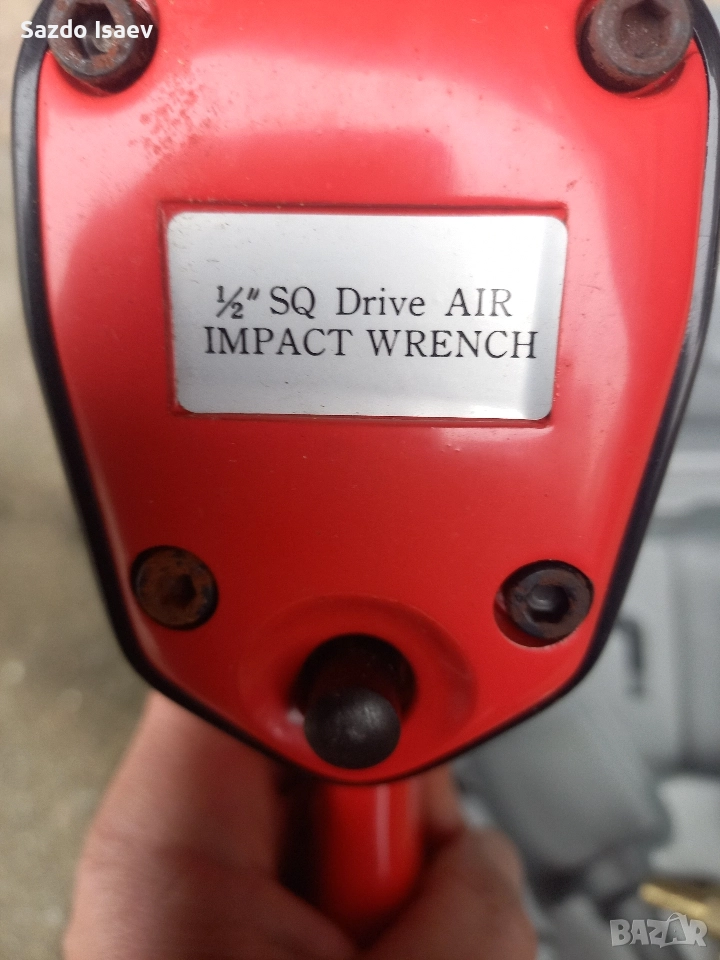 Sazdo Isaev
½" SQ Drive AIR
IMPACT WRENCH
BAZAR